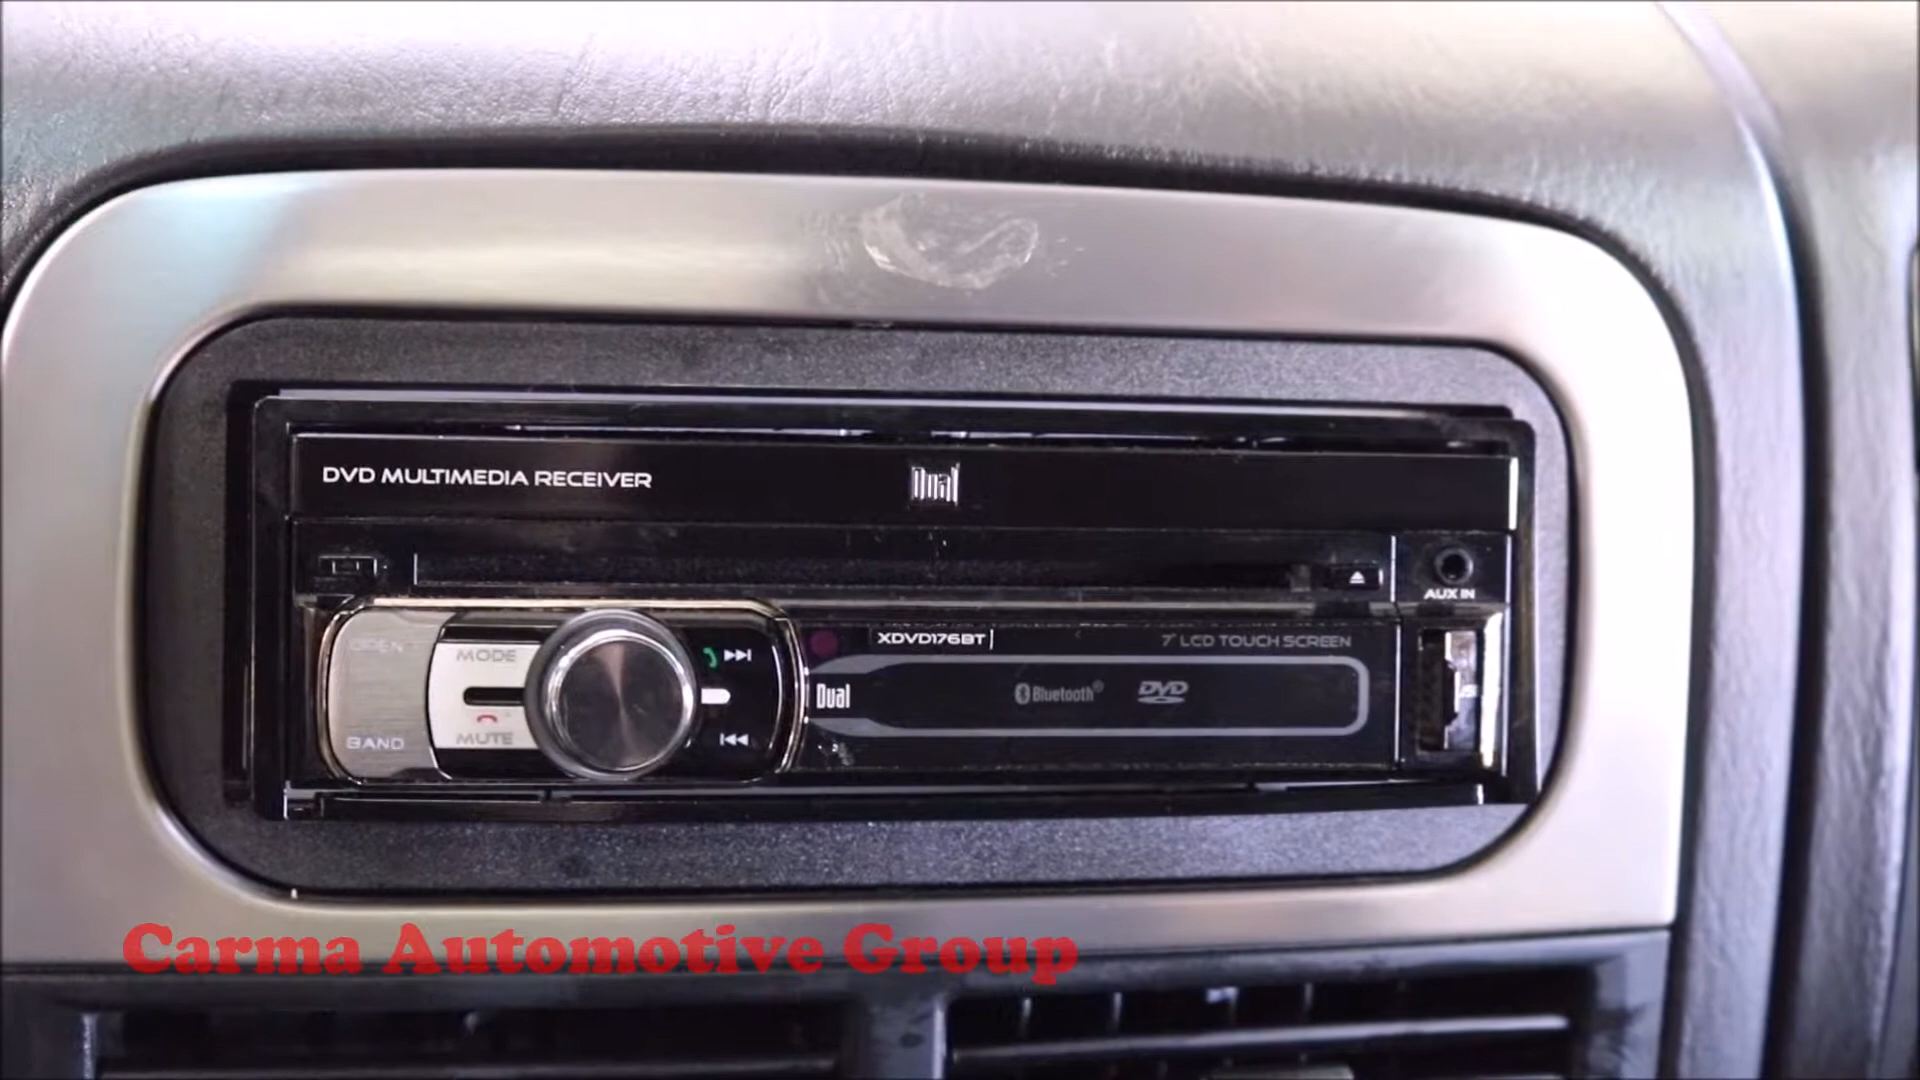 DVD MULTIMEDIA RECEIVER
Dual
AUX IN
OPEN
MODE
XDVD176BT
7" LCD TOUCH SCREEN
Dual
Bluetooth®
DVD
BAND
MUTE
Carma Automotive Group